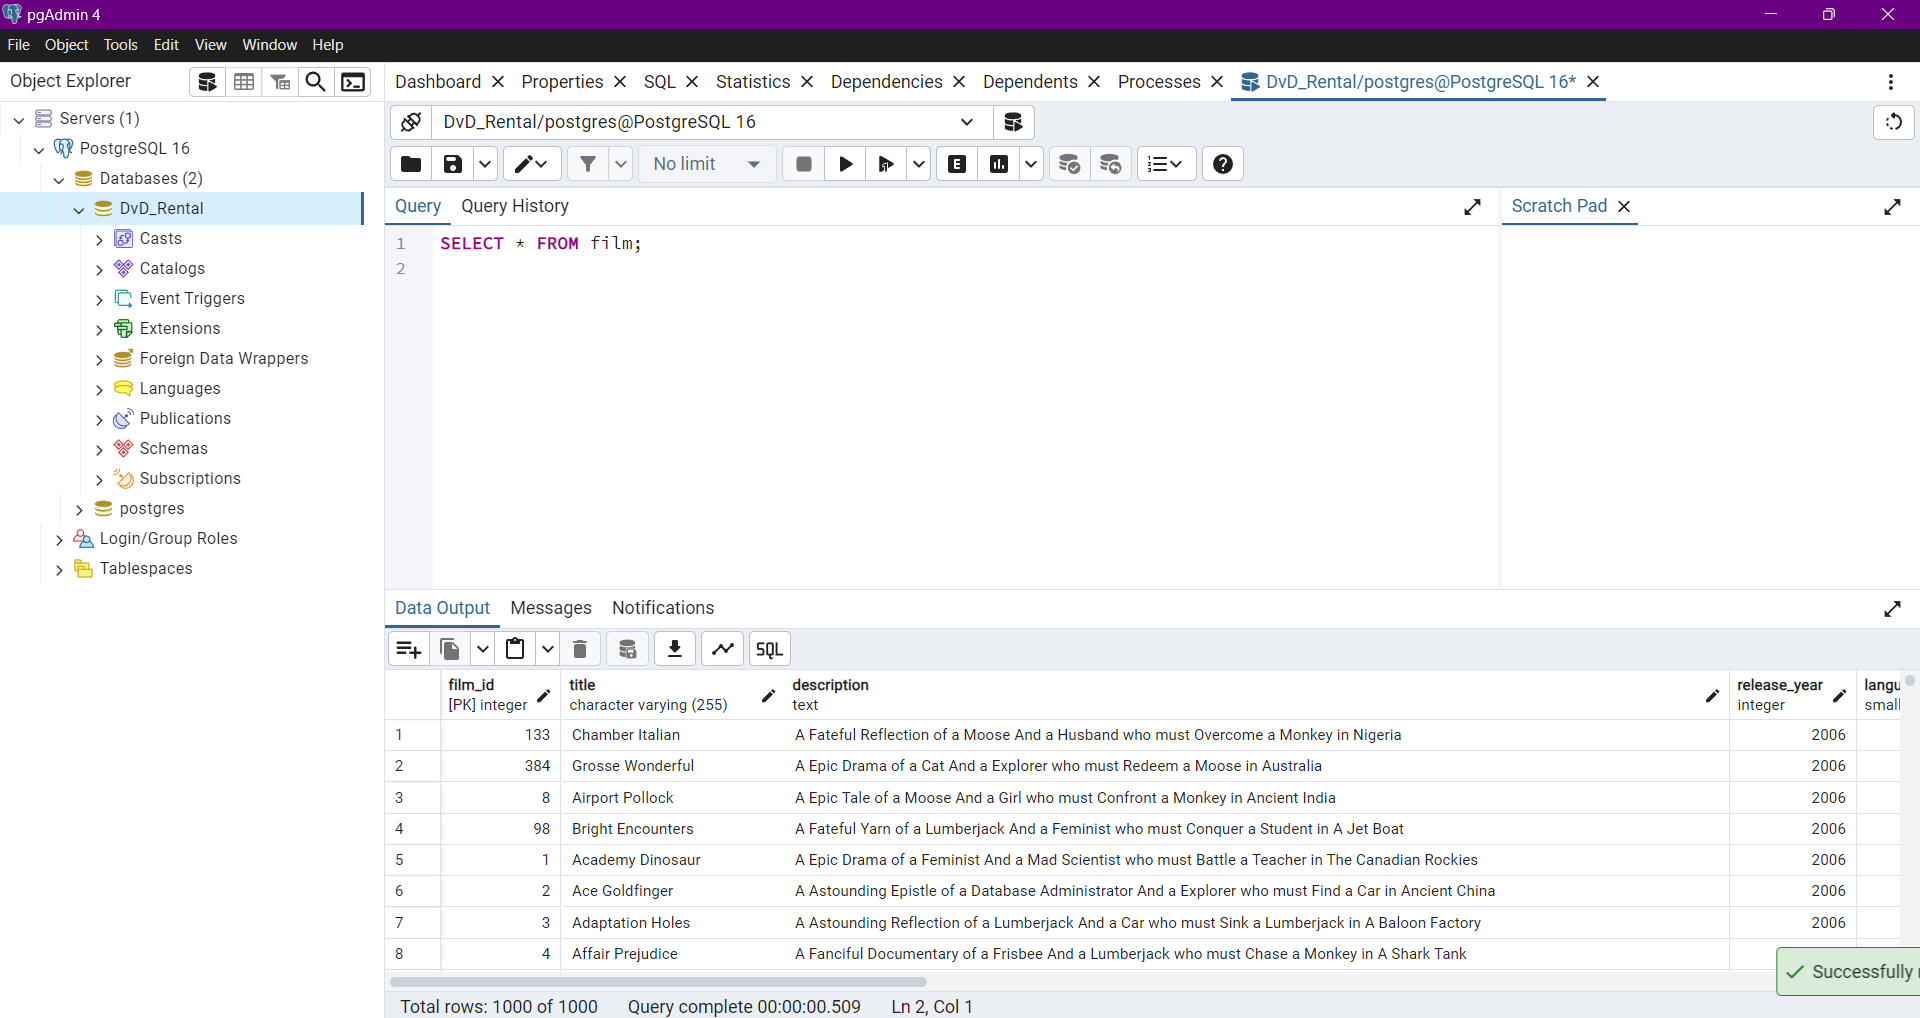 pgAdmin 4
File Object Tools Edit View Window Help
Object Explorer
Servers (1)
PostgreSQL 16
Databases (2)
DvD_Rental
Casts
Catalogs
Event Triggers
Extensions
Foreign Data Wrappers
Languages
Publications
Schemas
Subscriptions
postgres
Login/Group Roles
Tablespaces
Dashboard Properties SQL Statistics Dependencies Dependents Processes DvD_Rental/postgres@PostgreSQL 16*
DvD_Rental/postgres@PostgreSQL 16
No limit E
Query Query History Scratch Pad
1 SELECT * FROM film;
2
Data Output Messages Notifications
SQL
film_id title description release_year langu
[PK] integer character varying (255) text integer small
1 133 Chamber Italian A Fateful Reflection of a Moose And a Husband who must Overcome a Monkey in Nigeria 2006
2 384 Grosse Wonderful A Epic Drama of a Cat And a Explorer who must Redeem a Moose in Australia 2006
3 8 Airport Pollock A Epic Tale of a Moose And a Girl who must Confront a Monkey in Ancient India 2006
4 98 Bright Encounters A Fateful Yarn of a Lumberjack And a Feminist who must Conquer a Student in A Jet Boat 2006
5 1 Academy Dinosaur A Epic Drama of a Feminist And a Mad Scientist who must Battle a Teacher in The Canadian Rockies 2006
6 2 Ace Goldfinger A Astounding Epistle of a Database Administrator And a Explorer who must Find a Car in Ancient China 2006
7 3 Adaptation Holes A Astounding Reflection of a Lumberjack And a Car who must Sink a Lumberjack in A Baloon Factory 2006
8 4 Affair Prejudice A Fanciful Documentary of a Frisbee And a Lumberjack who must Chase a Monkey in A Shark Tank
Successfully
Total rows: 1000 of 1000 Query complete 00:00:00.509 Ln 2, Col 1